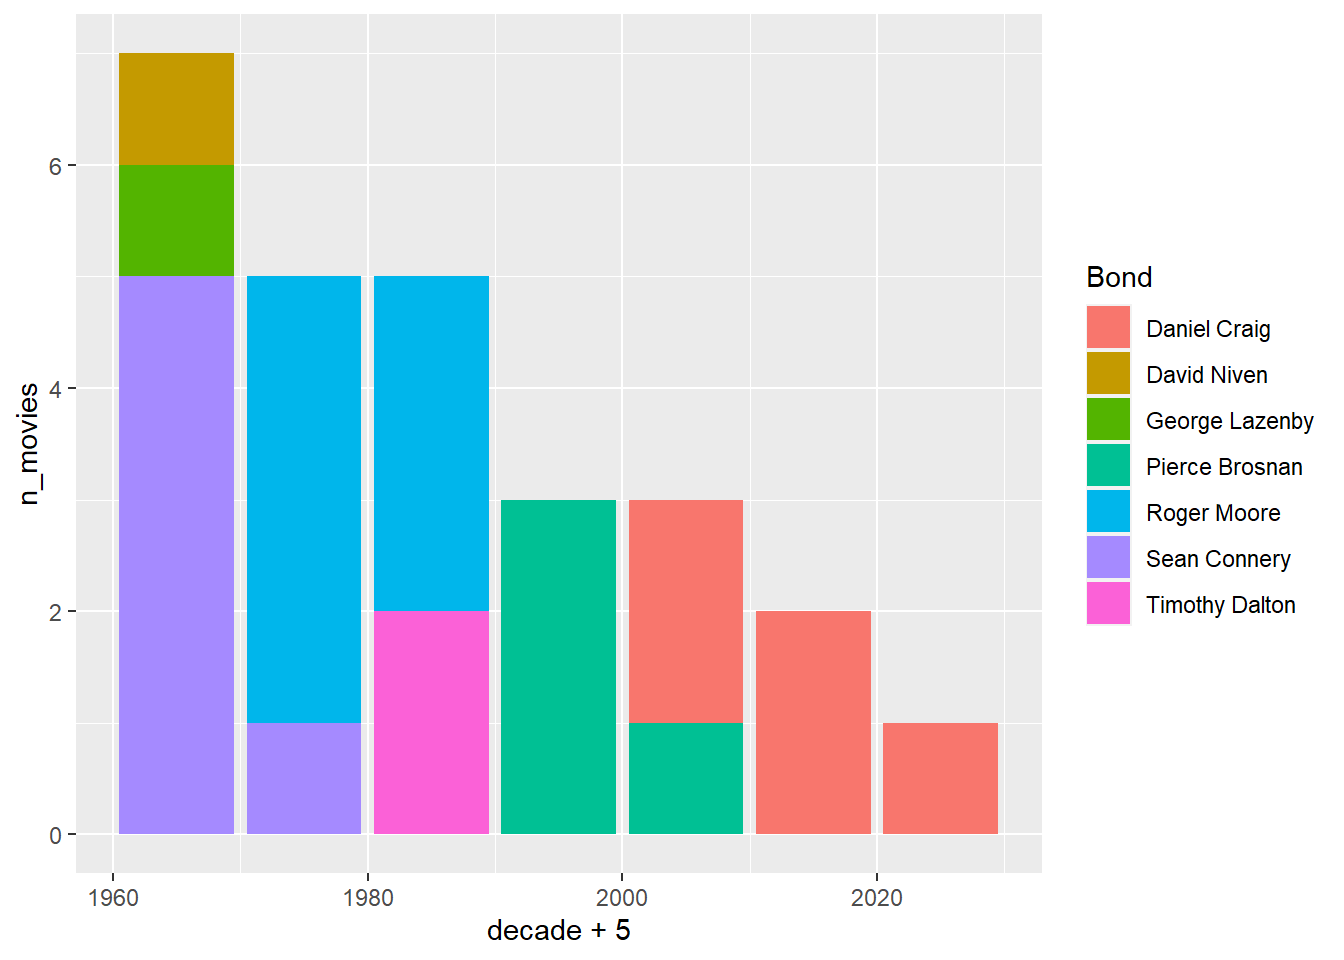 6
4
2
0
n_movies
1960
1980
2000
2020
decade + 5
Bond
Daniel Craig
David Niven
George Lazenby
Pierce Brosnan
Roger Moore
Sean Connery
Timothy Dalton